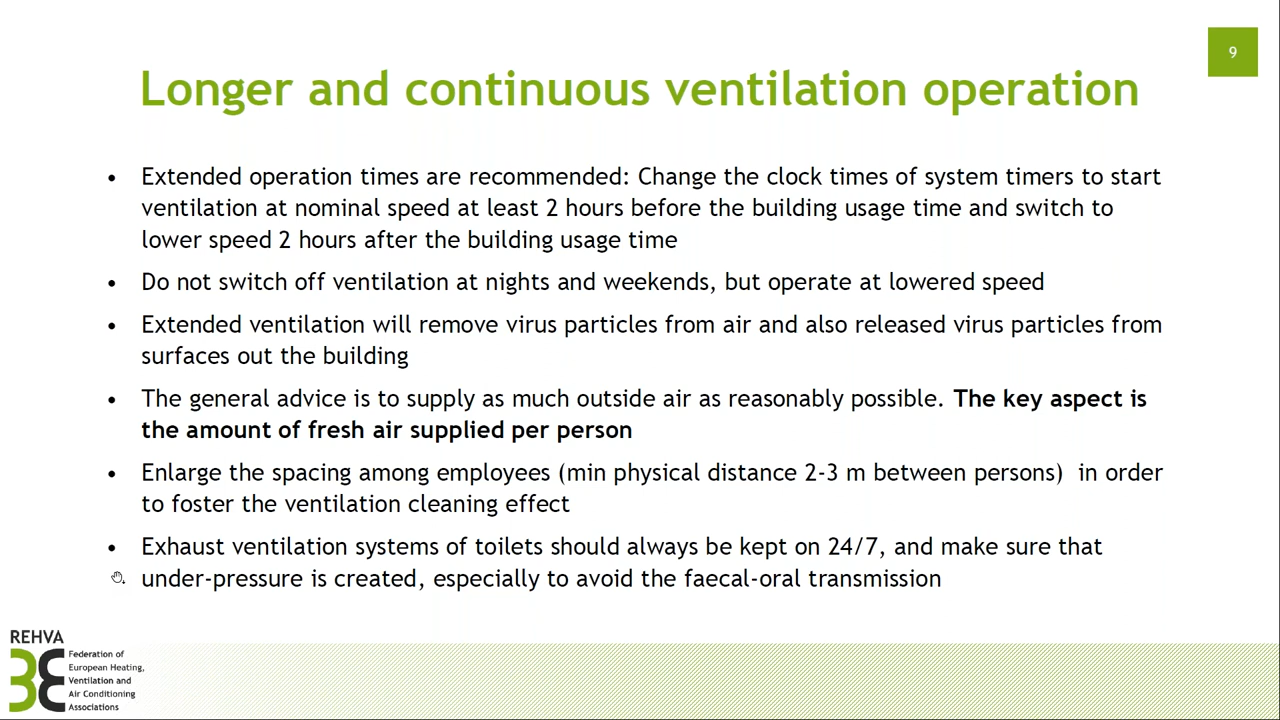 9
Longer and continuous ventilation operation
• Extended operation times are recommended: Change the clock times of system timers to start
ventilation at nominal speed at least 2 hours before the building usage time and switch to
lower speed 2 hours after the building usage time
• Do not switch off ventilation at nights and weekends, but operate at lowered speed
• Extended ventilation will remove virus particles from air and also released virus particles from
surfaces out the building
• The general advice is to supply as much outside air as reasonably possible. The key aspect is
the amount of fresh air supplied per person
• Enlarge the spacing among employees (min physical distance 2-3 m between persons)  in order
to foster the ventilation cleaning effect
• Exhaust ventilation systems of toilets should always be kept on 24/7, and make sure that
under-pressure is created, especially to avoid the faecal-oral transmission
REHVA
Federation of
European Heating,
Ventilation and
Air Conditioning
Associations